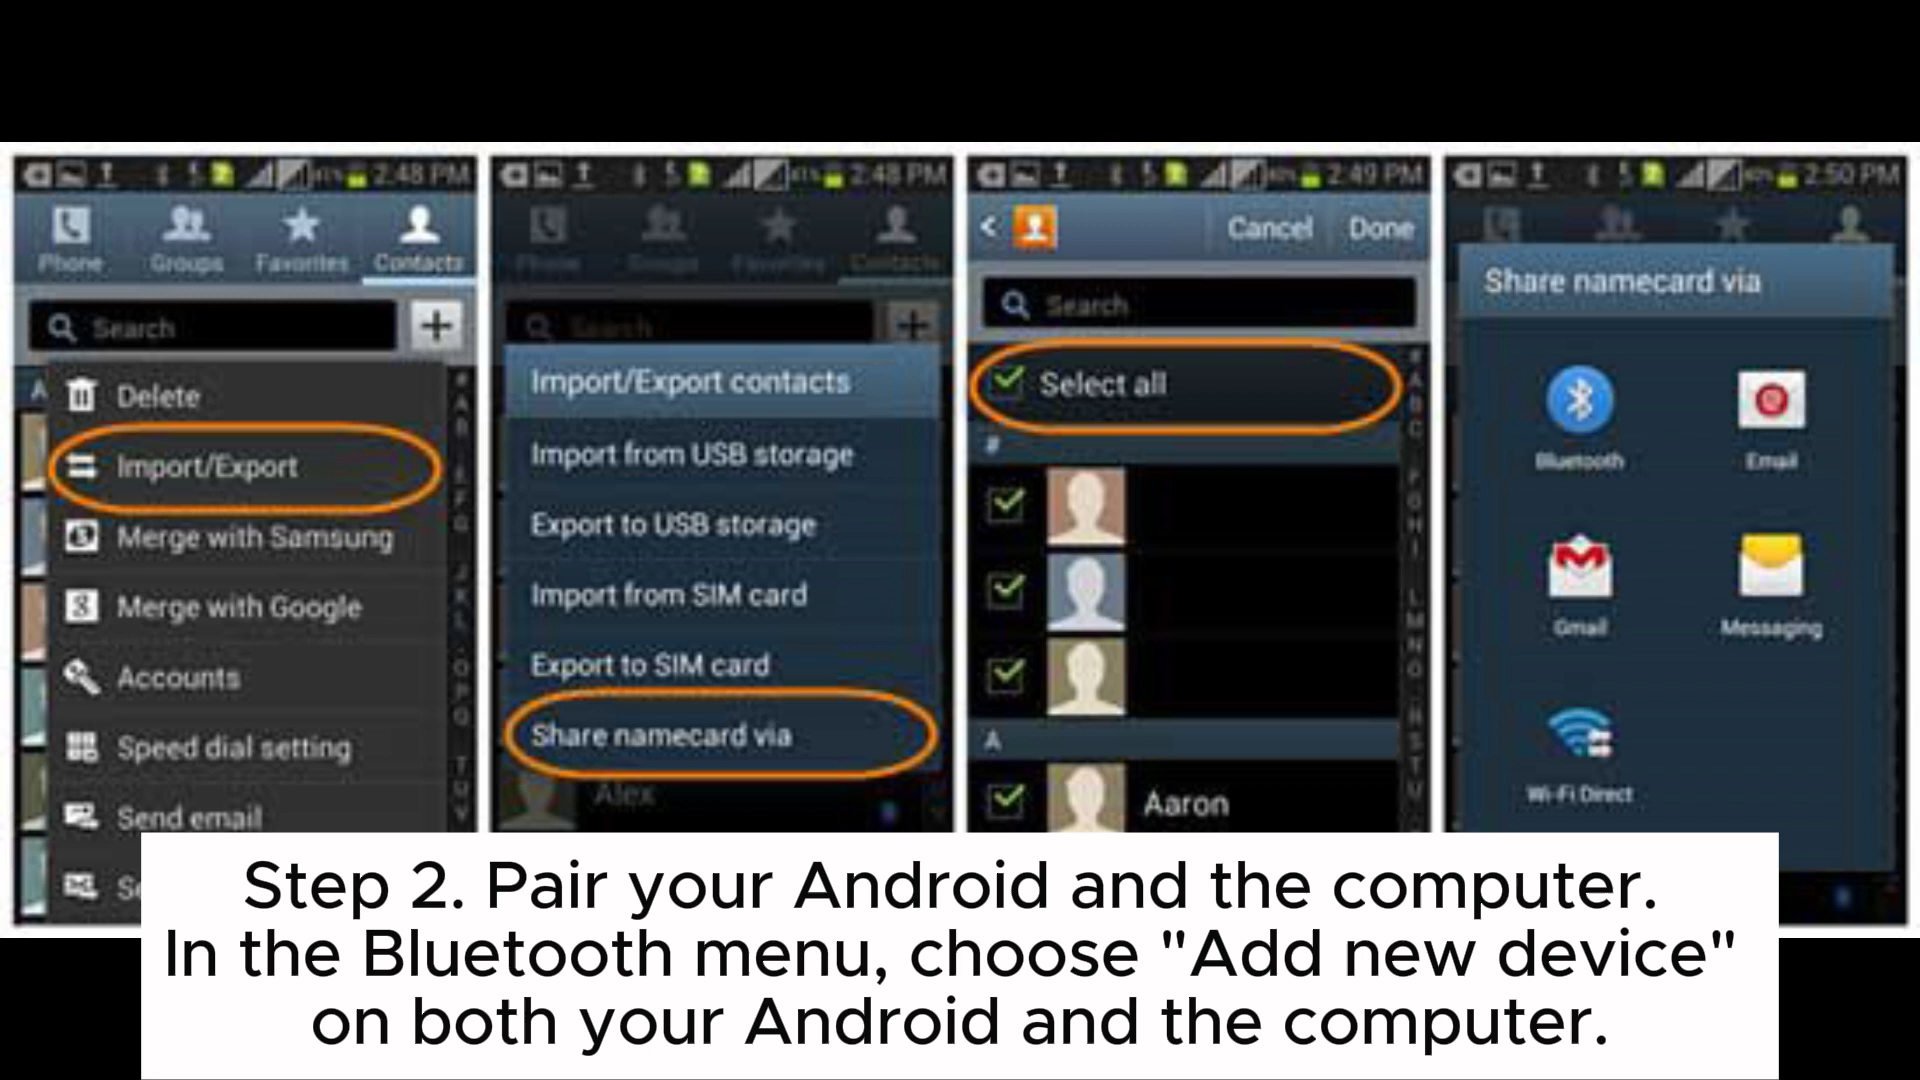 2:48 PM
Phone
Groups
Favorites
Contacts
Search
A
Delete
Import/Export
Merge with Samsung
Merge with Google
Accounts
Speed dial setting
Send email
2:48 PM
Search
Import/Export contacts
Import from USB storage
Export to USB storage
Import from SIM card
Export to SIM card
Share namecard via
Alex
2:49 PM
Cancel
Done
Search
Select all
#
A
Aaron
2:50 PM
Share namecard via
Bluetooth
Email
Gmail
Messaging
Wi-Fi Direct
Step 2. Pair your Android and the computer.
In the Bluetooth menu, choose "Add new device"
on both your Android and the computer.